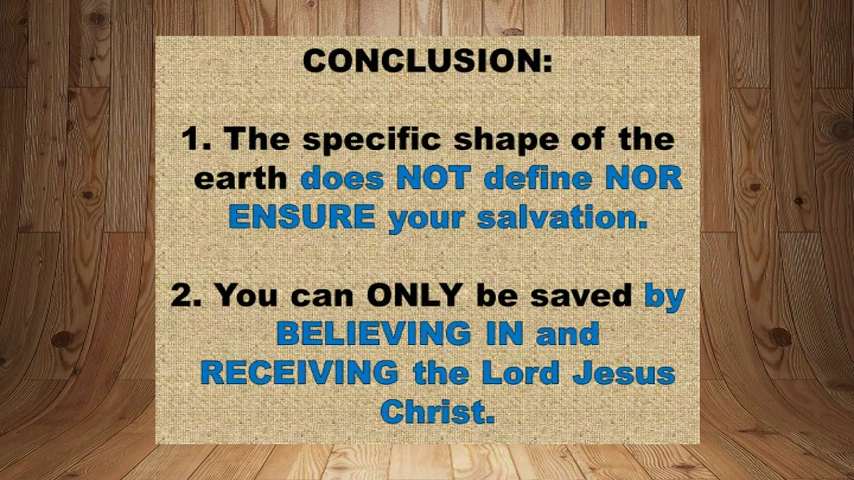 CONCLUSION:
1. The specific shape of the
earth does NOT define NOR
ENSURE your salvation.
2. You can ONLY be saved by
BELIEVING IN and
RECEIVING the Lord Jesus
Christ.